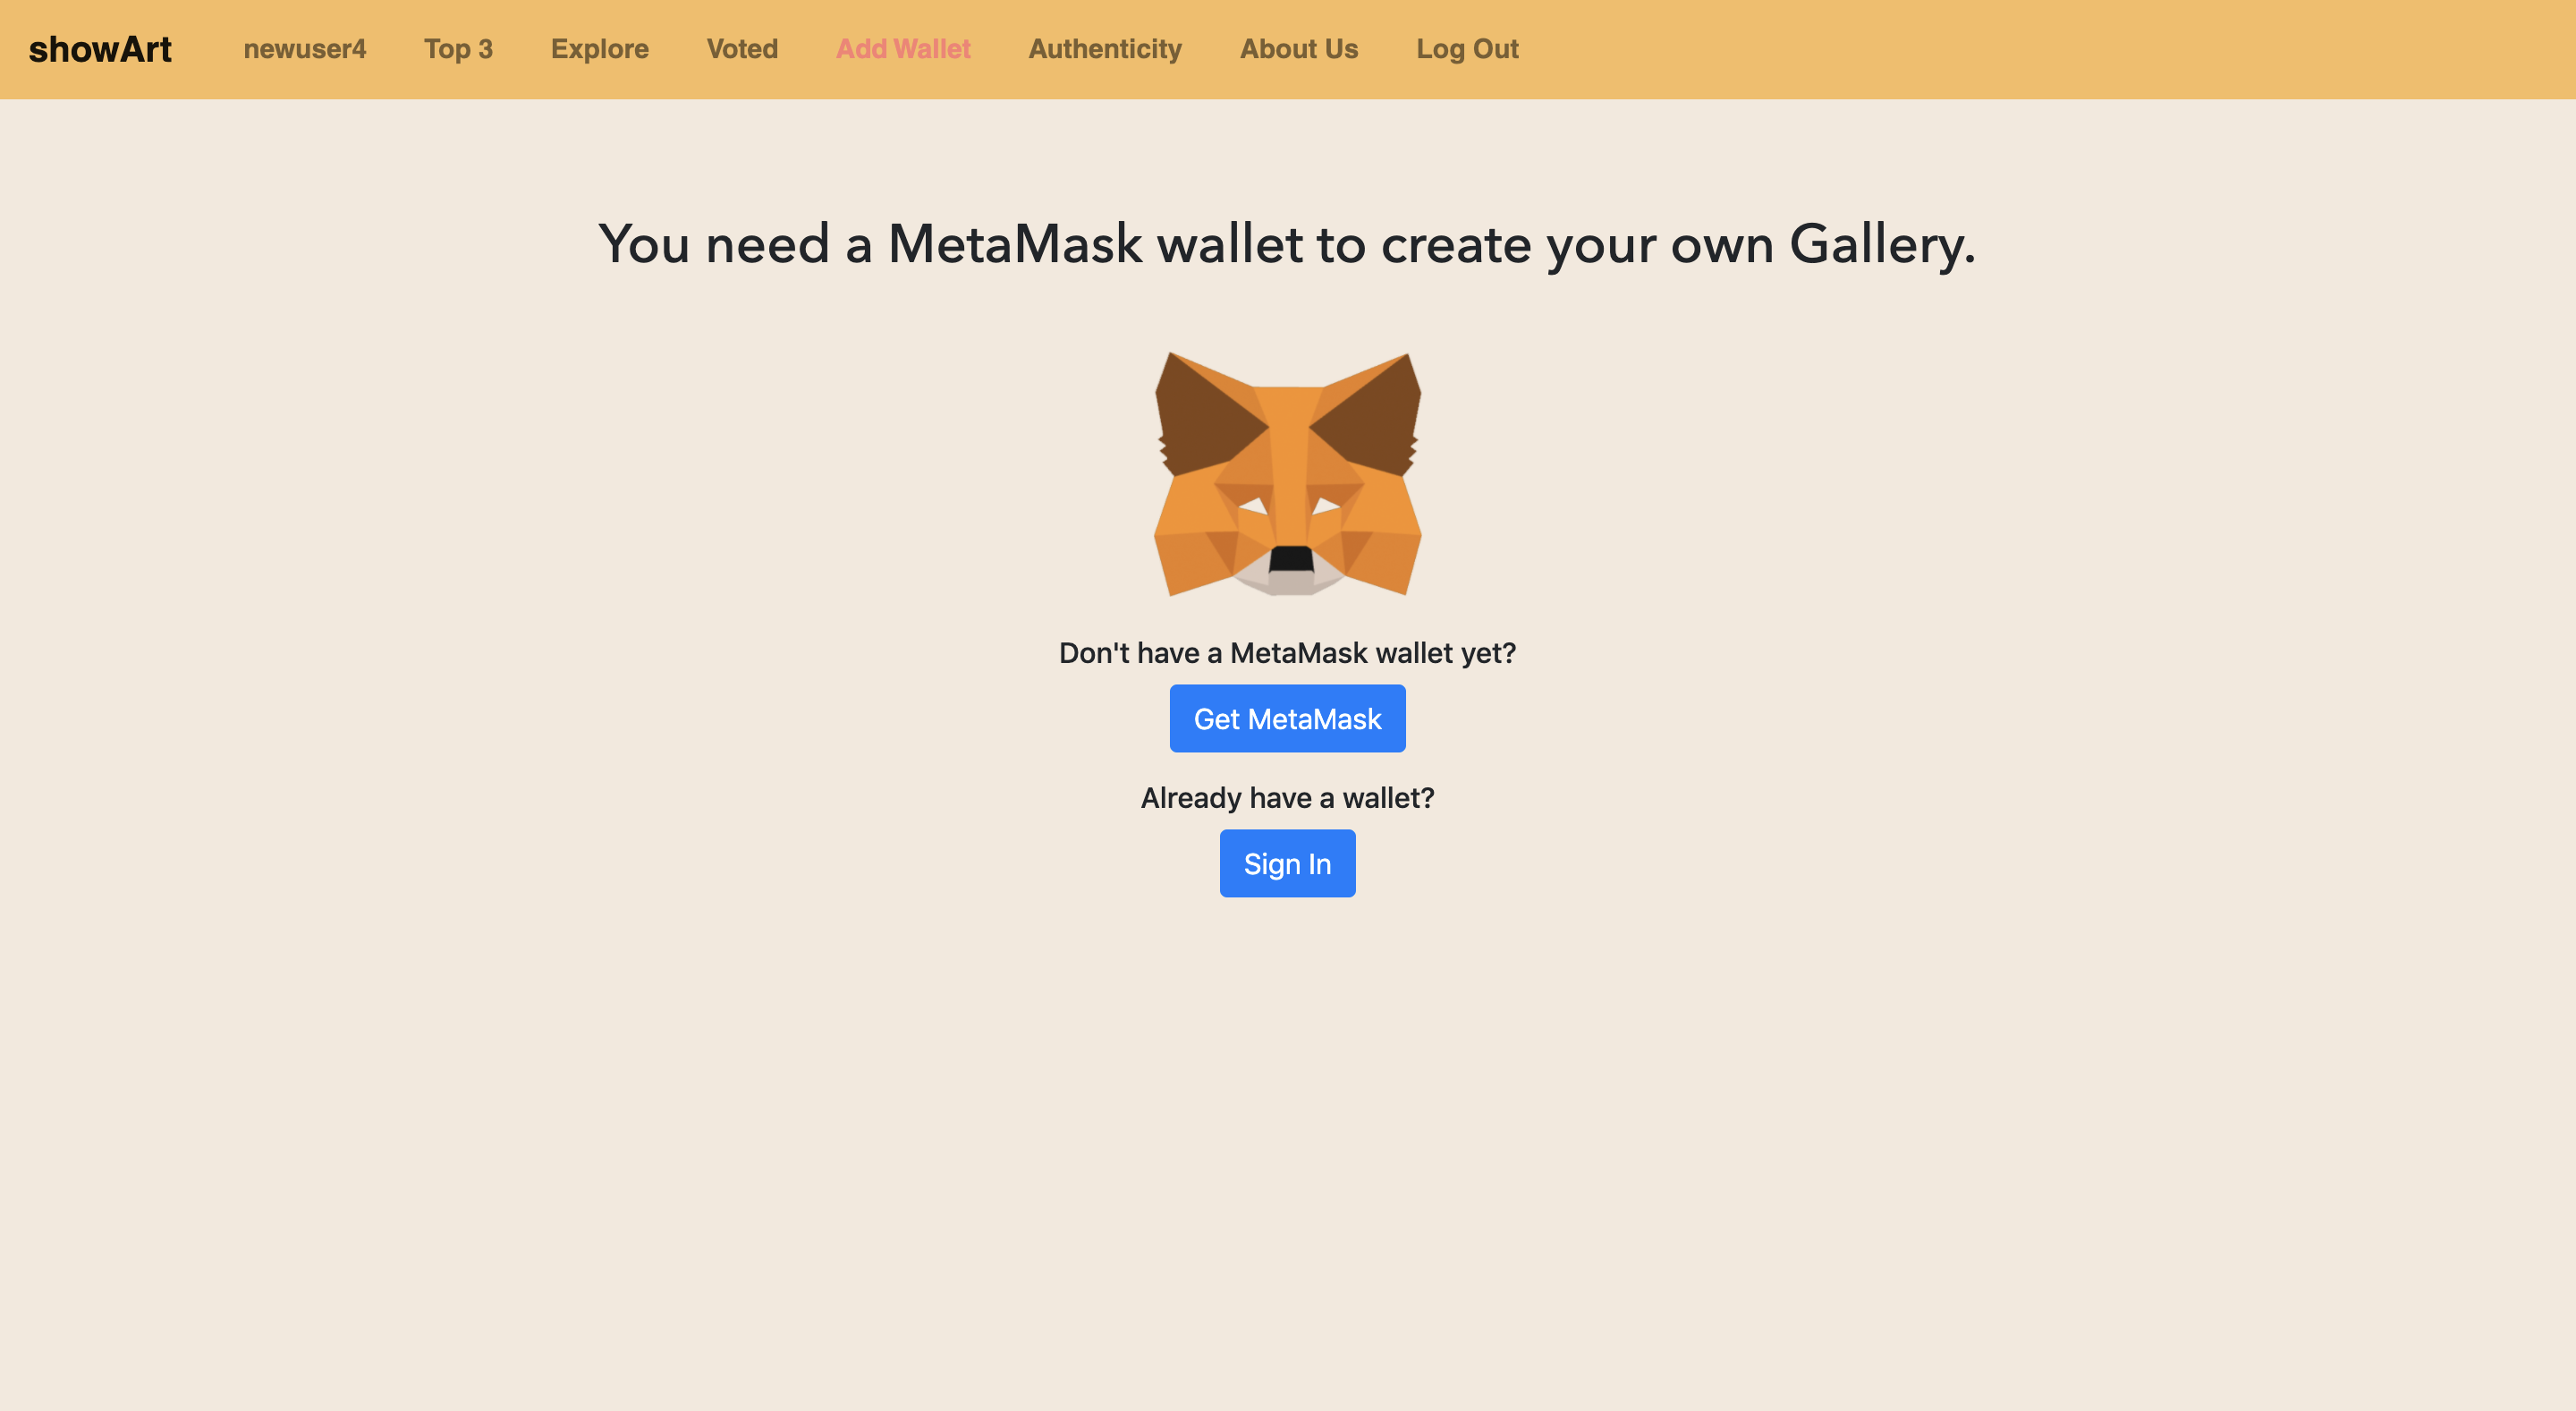 showArt newuser4 Top 3 Explore Voted Add Wallet Authenticity About Us Log Out
You need a MetaMask wallet to create your own Gallery.
Don't have a MetaMask wallet yet?
Get MetaMask
Already have a wallet?
Sign In